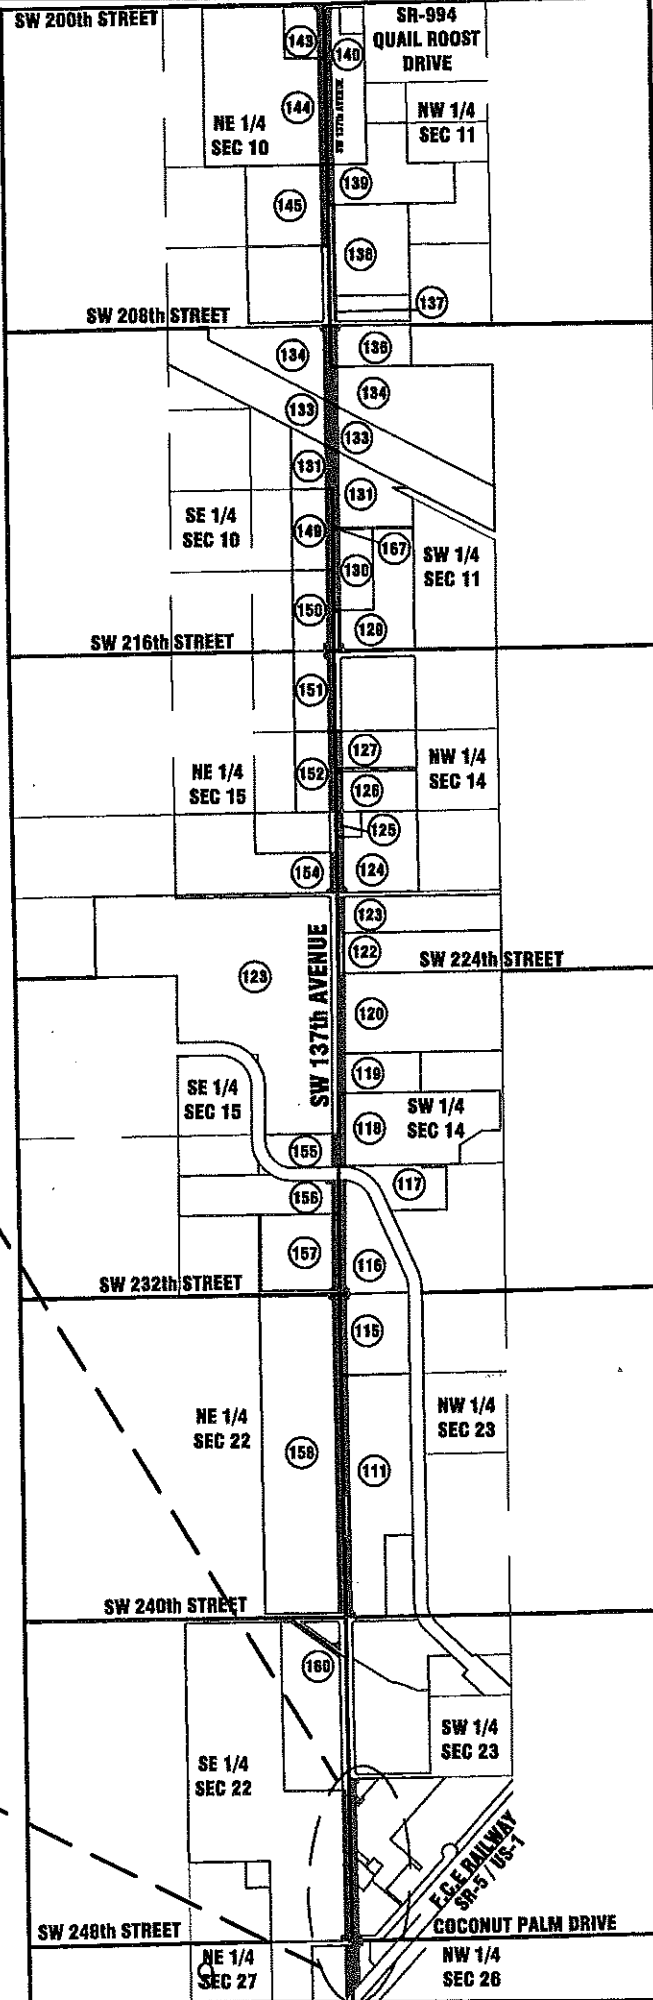 SW 200th STREET
SR-994
QUAIL ROOST
DRIVE
143
140
SW 137th AVENUE
144
NE 1/4
SEC 10
NW 1/4
SEC 11
139
145
138
137
SW 208th STREET
136
134
134
133
133
131
131
SE 1/4
SEC 10
149
167
130
SW 1/4
SEC 11
150
129
SW 216th STREET
151
127
NW 1/4
SEC 14
NE 1/4
SEC 15
152
126
125
154
124
123
SW 137th AVENUE
122
SW 224th STREET
123
120
119
SE 1/4
SEC 15
SW 1/4
SEC 14
118
155
117
156
157
116
SW 232th STREET
115
NE 1/4
SEC 22
NW 1/4
SEC 23
158
111
SW 240th STREET
160
SW 1/4
SEC 23
SE 1/4
SEC 22
F.C.E RAILWAY
SR-5 / US-1
SW 248th STREET
COCONUT PALM DRIVE
NE 1/4
SEC 27
NW 1/4
SEC 26